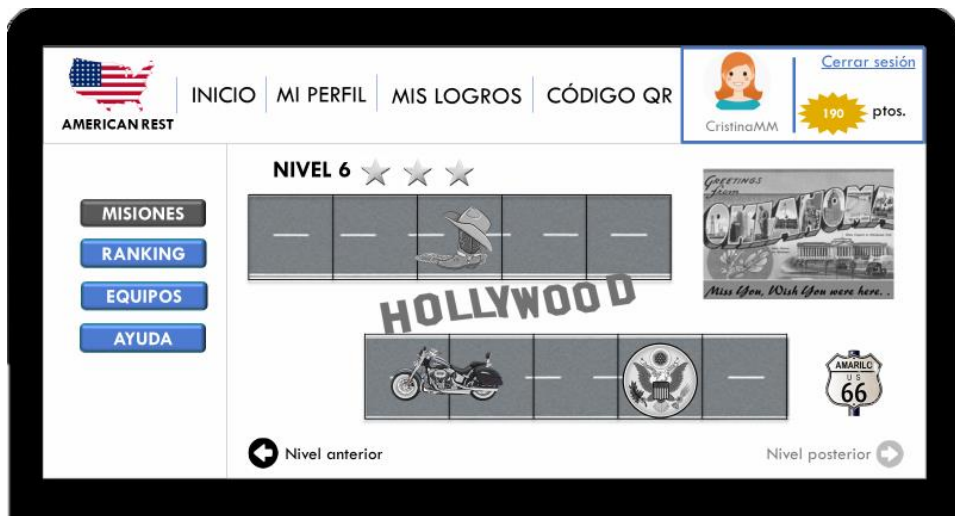 AMERICAN REST
INICIO
MI PERFIL
MIS LOGROS
CÓDIGO QR
CristinaMM
Cerrar sesión
190 ptos.
MISIONES
RANKING
EQUIPOS
AYUDA
NIVEL 6
GREETINGS
from
OKLAHOMA
Miss You, Wish You were here. .
HOLLYWOOD
AMARILO
US
66
Nivel anterior
Nivel posterior